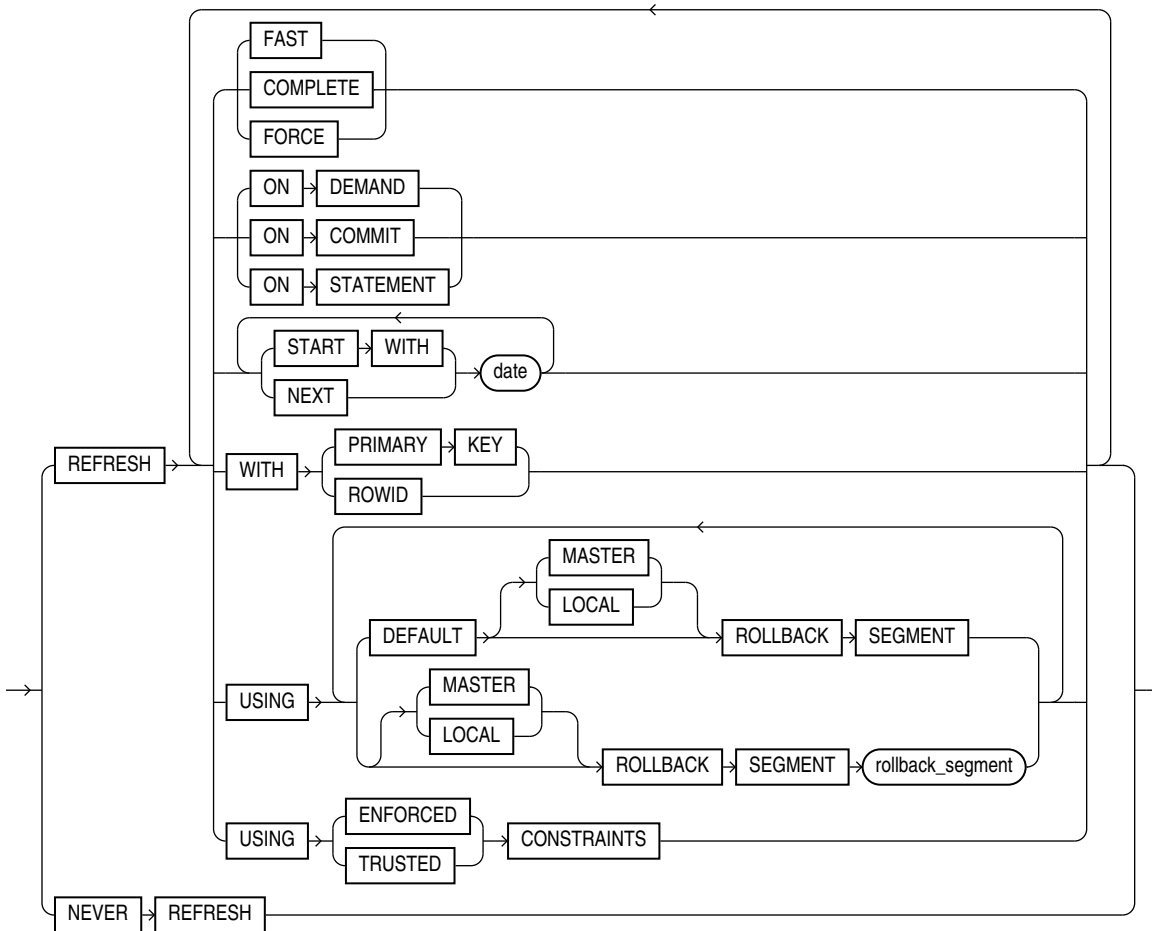 FAST
COMPLETE
FORCE
ON DEMAND
ON COMMIT
ON STATEMENT
START WITH
date
NEXT
PRIMARY KEY
REFRESH
WITH
ROWID
MASTER
LOCAL
DEFAULT
ROLLBACK SEGMENT
MASTER
USING
LOCAL
ROLLBACK SEGMENT rollback_segment
ENFORCED
USING
CONSTRAINTS
TRUSTED
NEVER REFRESH